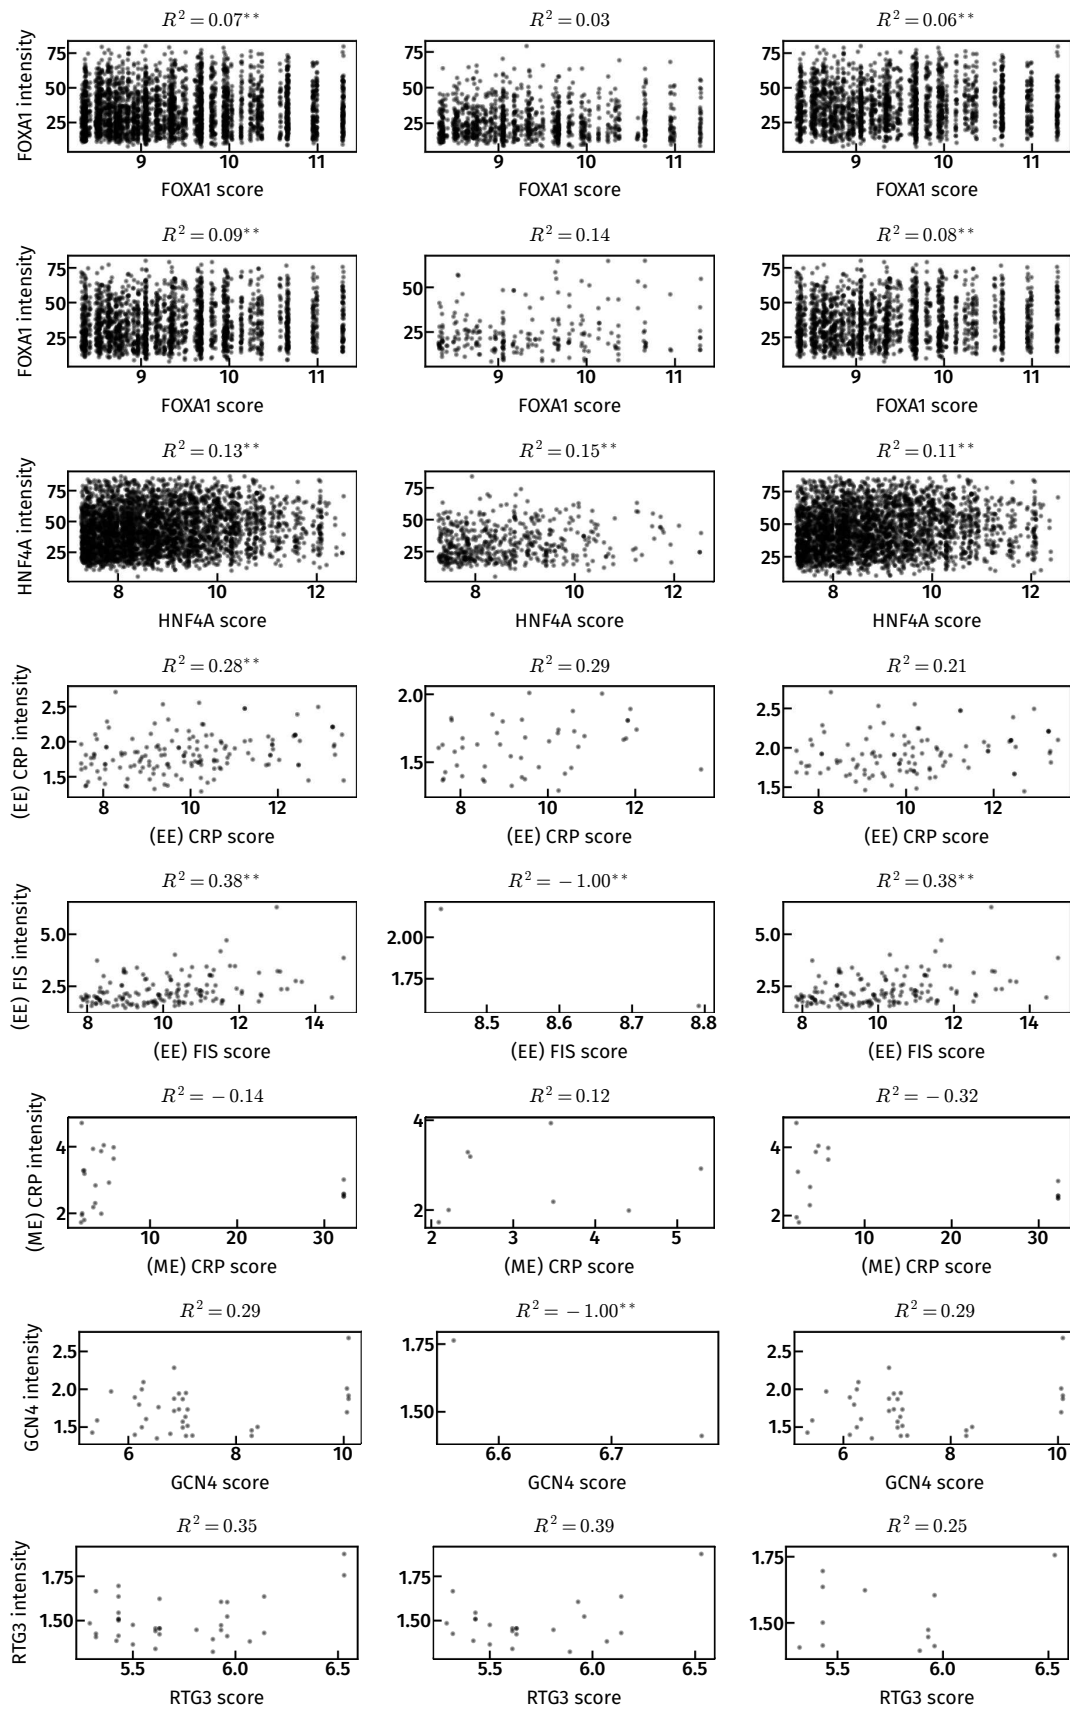 R² = 0.07**
R² = 0.03
R² = 0.06**
FOXA1 intensity
75
50
25
75
50
25
75
50
25
9 10 11
9 10 11
9 10 11
FOXA1 score
FOXA1 score
FOXA1 score
R² = 0.09**
R² = 0.14
R² = 0.08**
FOXA1 intensity
75
50
25
50
25
75
50
25
9 10 11
9 10 11
9 10 11
FOXA1 score
FOXA1 score
FOXA1 score
R² = 0.13**
R² = 0.15**
R² = 0.11**
HNF4A intensity
75
50
25
75
50
25
75
50
25
8 10 12
8 10 12
8 10 12
HNF4A score
HNF4A score
HNF4A score
R² = 0.28**
R² = 0.29
R² = 0.21
(EE) CRP intensity
2.5
2.0
1.5
2.0
1.5
2.5
2.0
1.5
8 10 12
8 10 12
8 10 12
(EE) CRP score
(EE) CRP score
(EE) CRP score
R² = 0.38**
R² = −1.00**
R² = 0.38**
(EE) FIS intensity
5.0
2.5
2.00
1.75
5.0
2.5
8 10 12 14
8.5 8.6 8.7 8.8
8 10 12 14
(EE) FIS score
(EE) FIS score
(EE) FIS score
R² = −0.14
R² = 0.12
R² = −0.32
(ME) CRP intensity
4
2
4
2
4
2
10 20 30
2 3 4 5
10 20 30
(ME) CRP score
(ME) CRP score
(ME) CRP score
R² = 0.29
R² = −1.00**
R² = 0.29
GCN4 intensity
2.5
2.0
1.5
1.75
1.50
2.5
2.0
1.5
6 8 10
6.6 6.7
6 8 10
GCN4 score
GCN4 score
GCN4 score
R² = 0.35
R² = 0.39
R² = 0.25
RTG3 intensity
1.75
1.50
1.75
1.50
1.75
1.50
5.5 6.0 6.5
5.5 6.0 6.5
5.5 6.0 6.5
RTG3 score
RTG3 score
RTG3 score